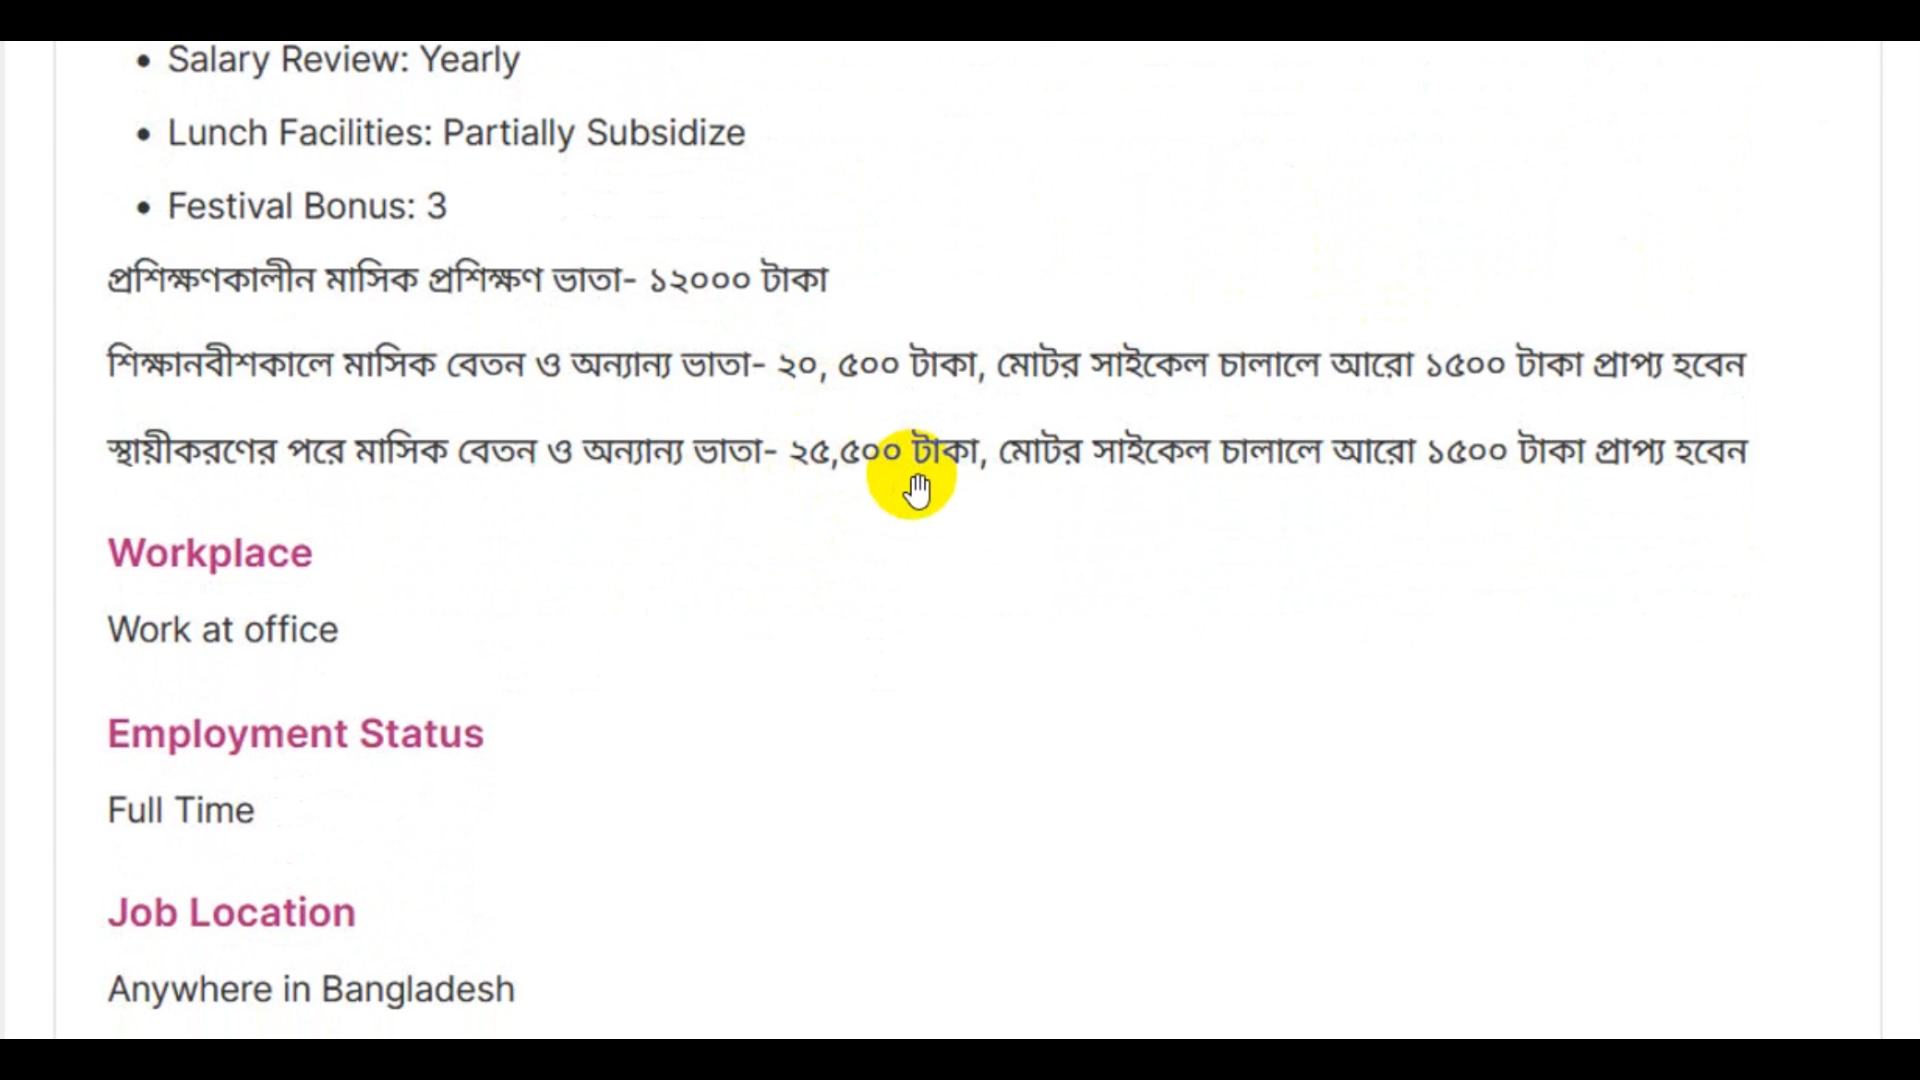 • Salary Review: Yearly
• Lunch Facilities: Partially Subsidize
• Festival Bonus: 3
প্রশিক্ষণকালীন মাসিক প্রশিক্ষণ ভাতা- ১২০০০ টাকা
শিক্ষানবীশকালে মাসিক বেতন ও অন্যান্য ভাতা- ২০, ৫০০ টাকা, মোটর সাইকেল চালালে আরো ১৫০০ টাকা প্রাপ্য হবেন
স্থায়ীকরণের পরে মাসিক বেতন ও অন্যান্য ভাতা- ২৫,৫০০ টাকা, মোটর সাইকেল চালালে আরো ১৫০০ টাকা প্রাপ্য হবেন
Workplace
Work at office
Employment Status
Full Time
Job Location
Anywhere in Bangladesh